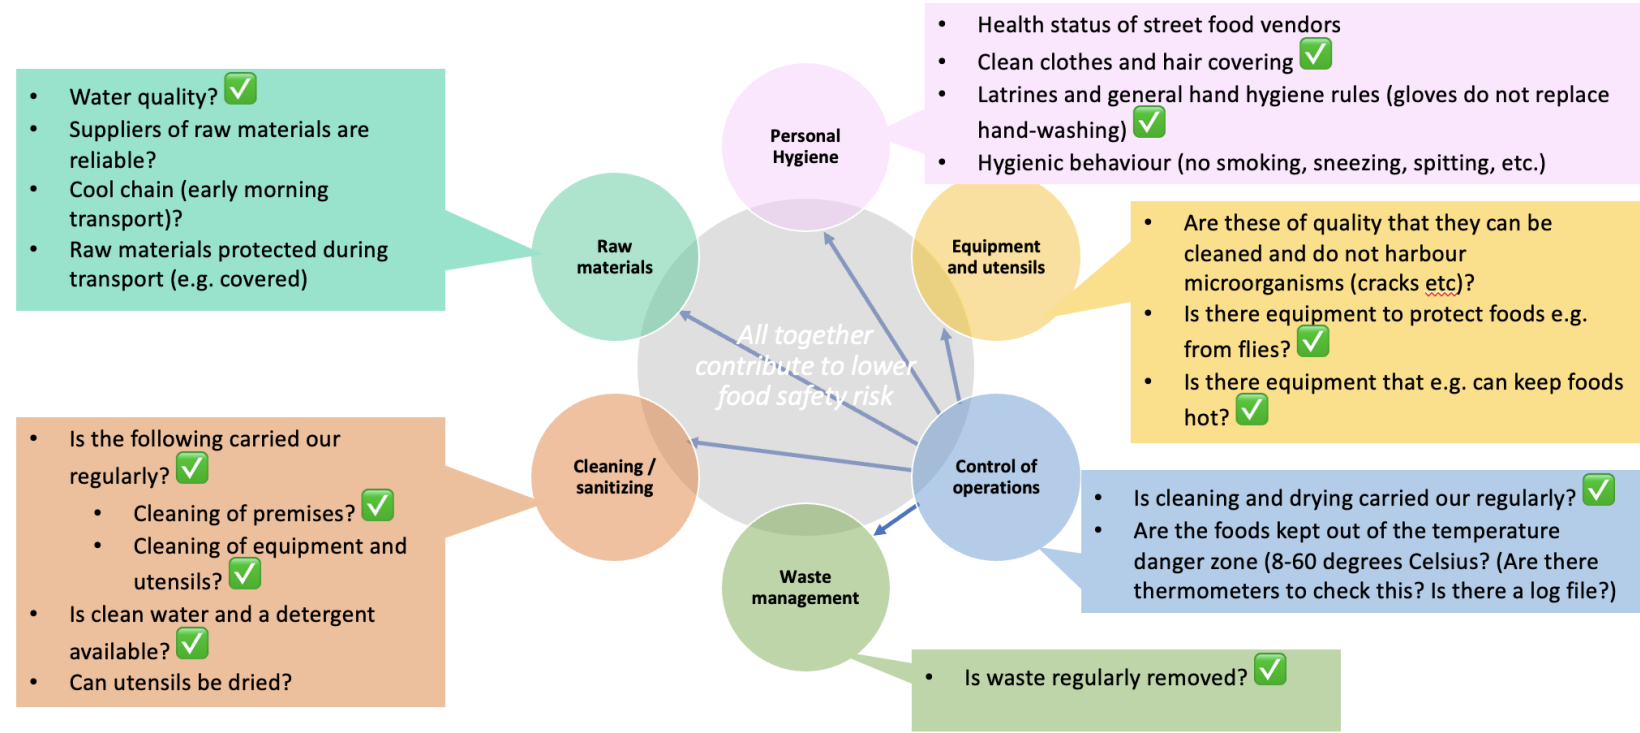 • Health status of street food vendors
• Clean clothes and hair covering ✅
• Latrines and general hand hygiene rules (gloves do not replace
hand-washing) ✅
• Hygienic behaviour (no smoking, sneezing, spitting, etc.)
• Water quality? ✅
• Suppliers of raw materials are
reliable?
• Cool chain (early morning
transport)?
• Raw materials protected during
transport (e.g. covered)
Personal
Hygiene
Raw
materials
Equipment
and utensils
• Are these of quality that they can be
cleaned and do not harbour
microorganisms (cracks etc)?
• Is there equipment to protect foods e.g.
from flies? ✅
• Is there equipment that e.g. can keep foods
hot? ✅
All together
contribute to lower
food safety risk
• Is the following carried our
regularly? ✅
• Cleaning of premises? ✅
• Cleaning of equipment and
utensils? ✅
• Is clean water and a detergent
available? ✅
• Can utensils be dried?
Cleaning /
sanitizing
Control of
operations
• Is cleaning and drying carried our regularly? ✅
• Are the foods kept out of the temperature
danger zone (8-60 degrees Celsius? (Are there
thermometers to check this? Is there a log file?)
Waste
management
• Is waste regularly removed? ✅